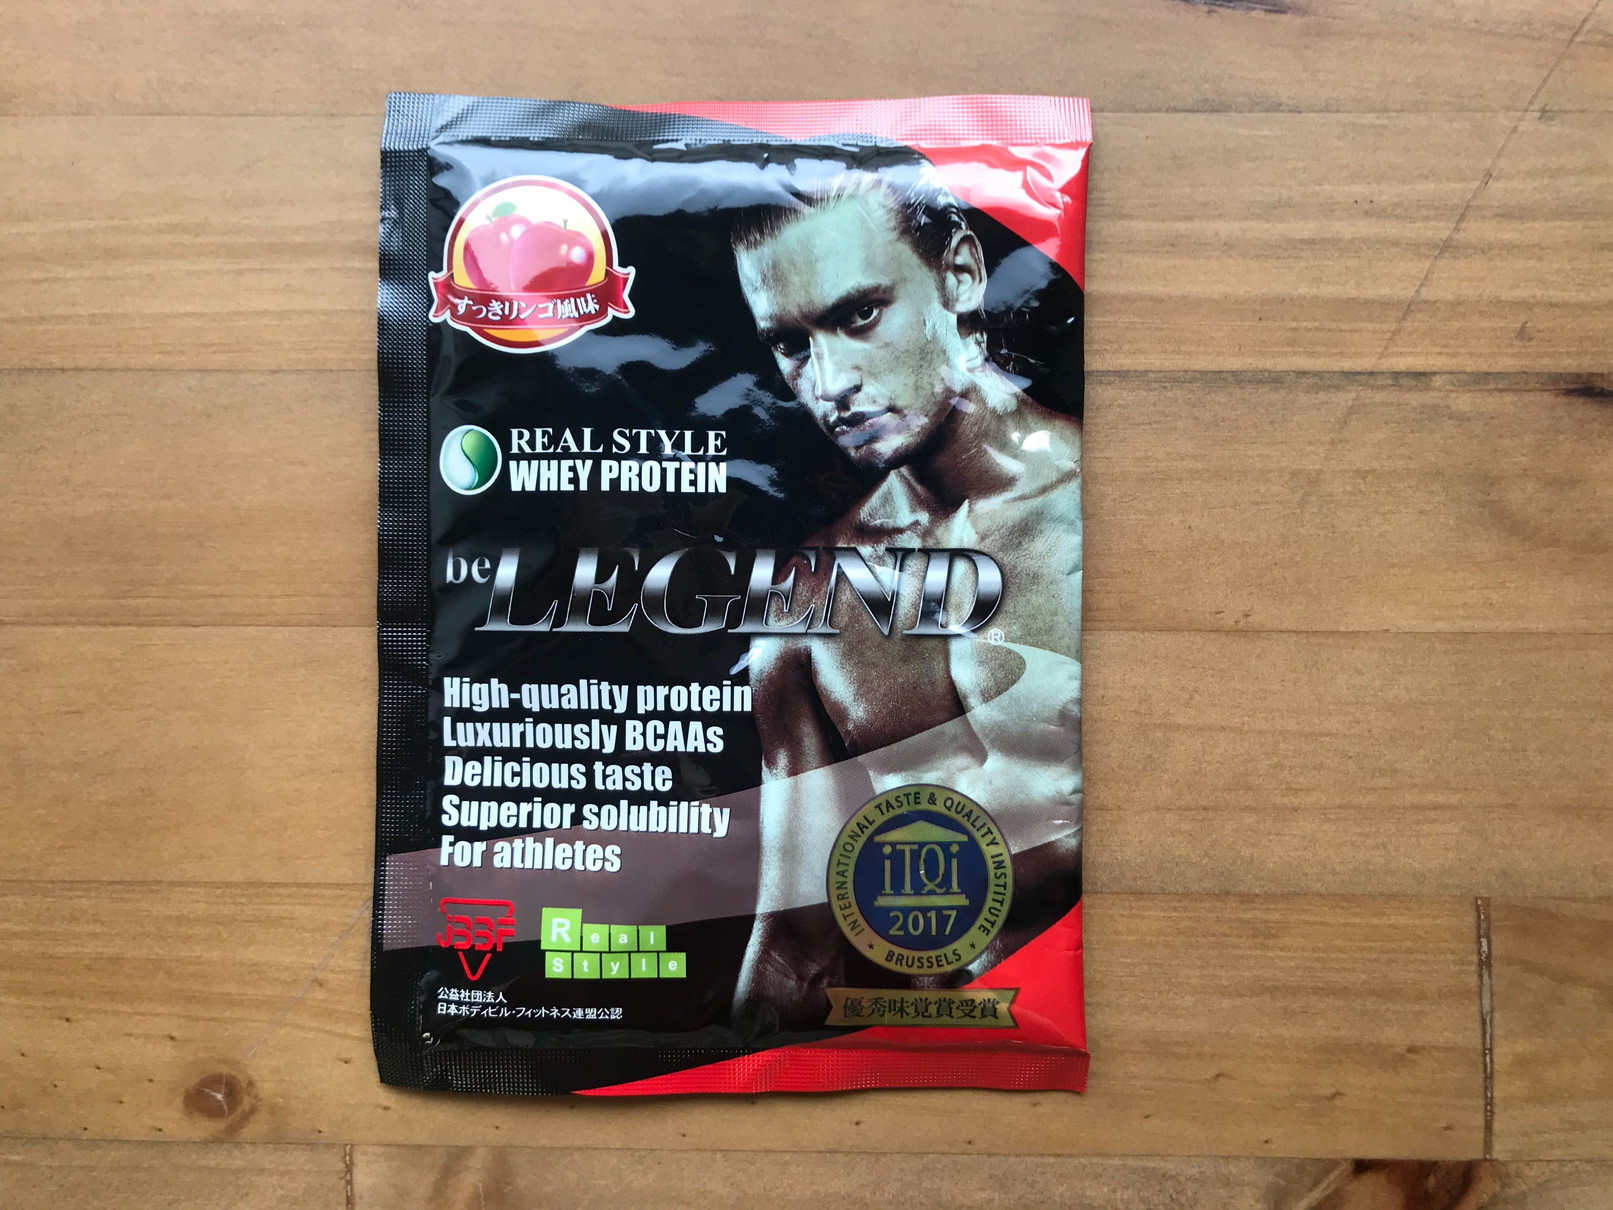 すっきリンゴ風味
REAL STYLE
WHEY PROTEIN
be LEGEND®
High-quality protein
Luxuriously BCAAs
Delicious taste
Superior solubility
For athletes
JBBF
公益社団法人
日本ボディビル・フィットネス連盟公認
Real
Style
INTERNATIONAL TASTE & QUALITY INSTITUTE
iTQi
2017
★ BRUSSELS ★
優秀味覚賞受賞